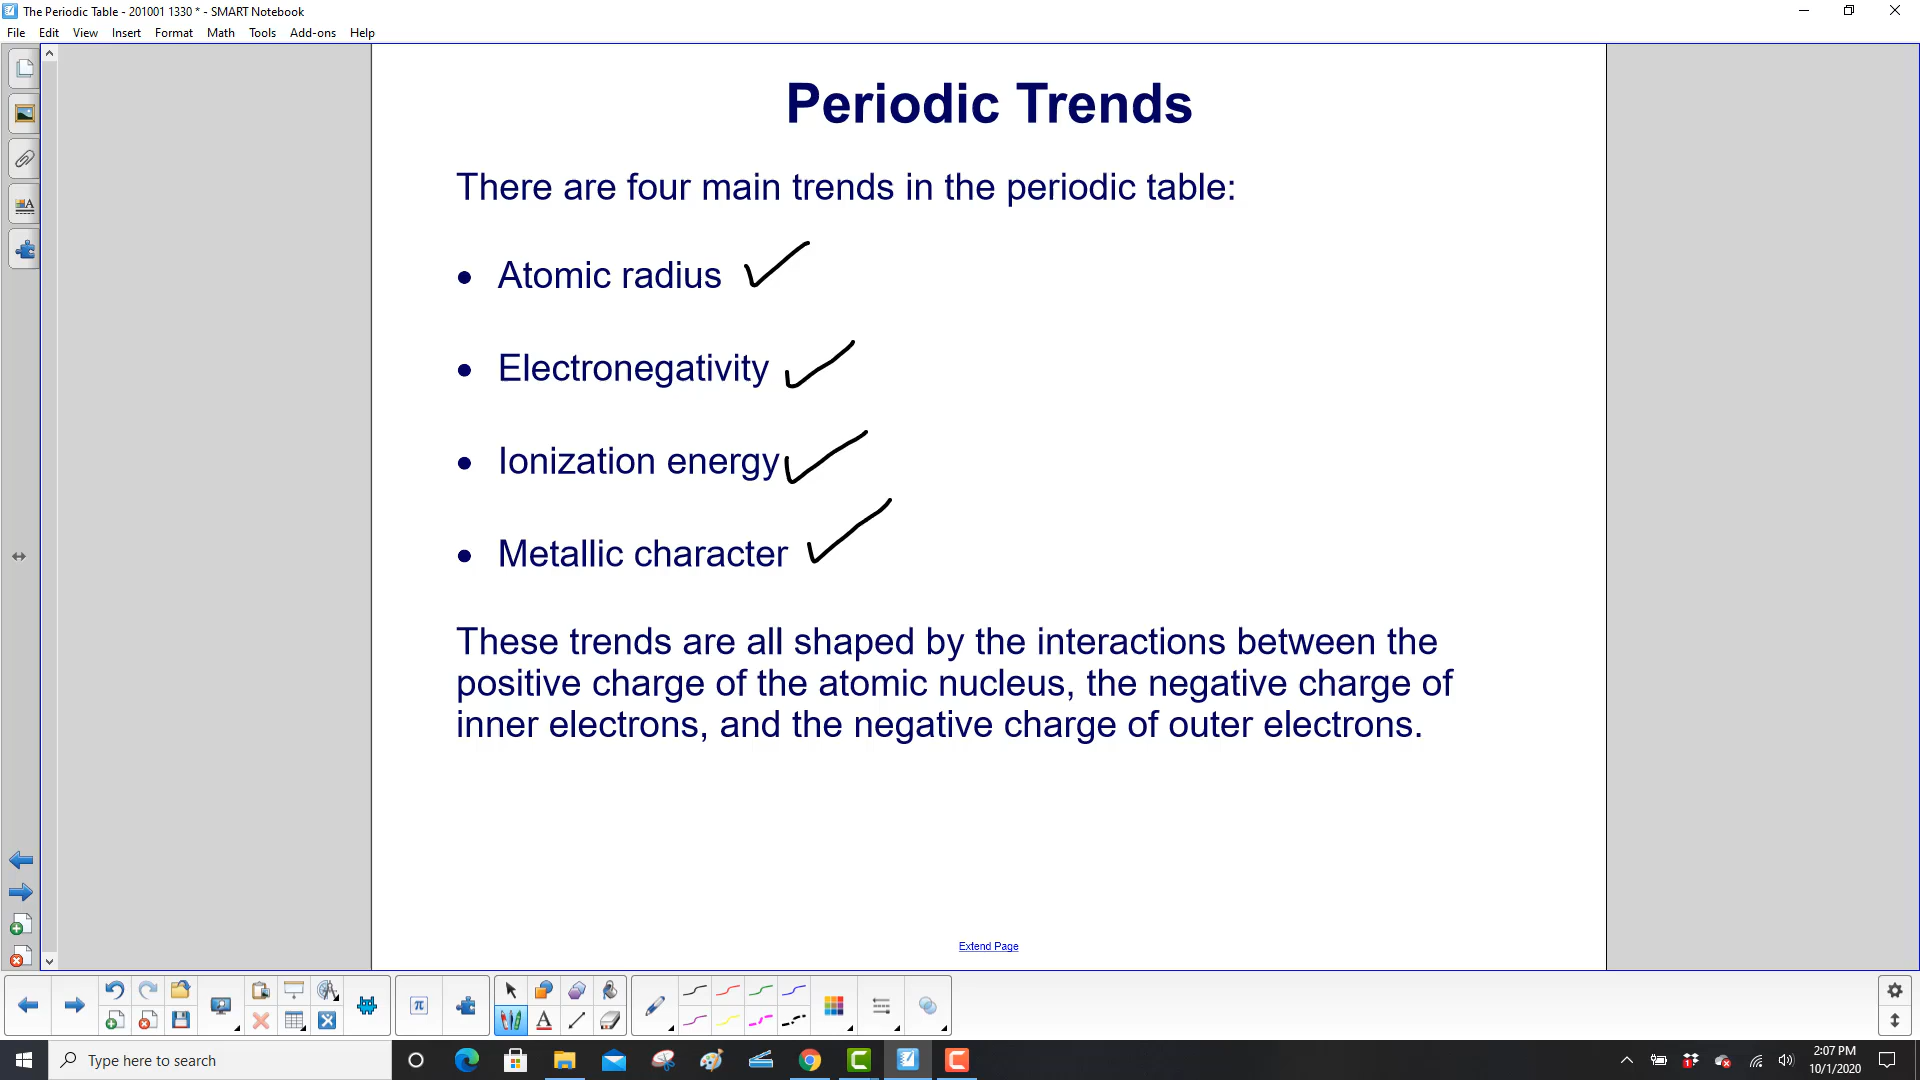 The Periodic Table - 201001 1330 * - SMART Notebook
File Edit View Insert Format Math Tools Add-ons Help
Periodic Trends
There are four main trends in the periodic table:
• Atomic radius
• Electronegativity
• Ionization energy
• Metallic character
These trends are all shaped by the interactions between the
positive charge of the atomic nucleus, the negative charge of
inner electrons, and the negative charge of outer electrons.
Extend Page
π
A
Type here to search
2:07 PM
10/1/2020